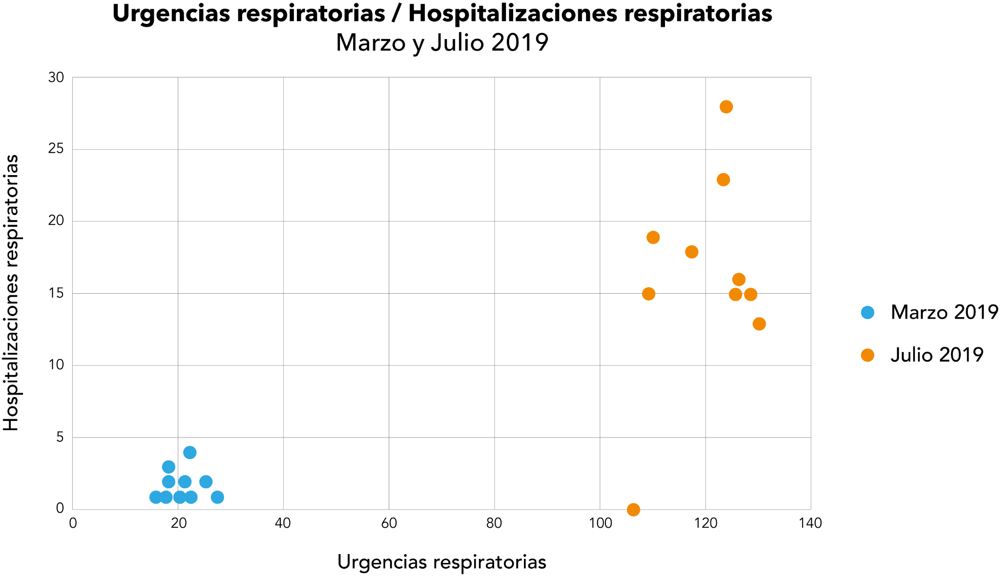 Urgencias respiratorias / Hospitalizaciones respiratorias
Marzo y Julio 2019
Hospitalizaciones respiratorias
30
25
20
15
10
5
0
0 20 40 60 80 100 120 140
Urgencias respiratorias
Marzo 2019
Julio 2019